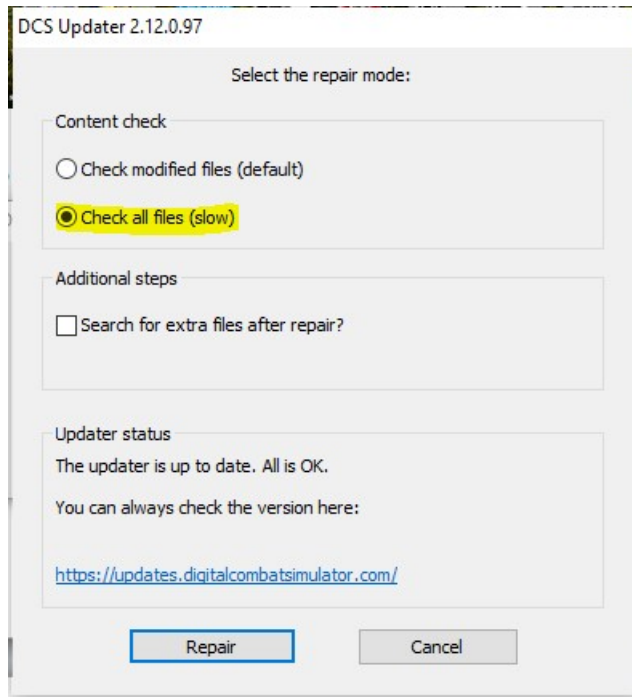 DCS Updater 2.12.0.97
Select the repair mode:
Content check
Check modified files (default)
Check all files (slow)
Additional steps
Search for extra files after repair?
Updater status
The updater is up to date. All is OK.
You can always check the version here:
https://updates.digitalcombatsimulator.com/
Repair
Cancel